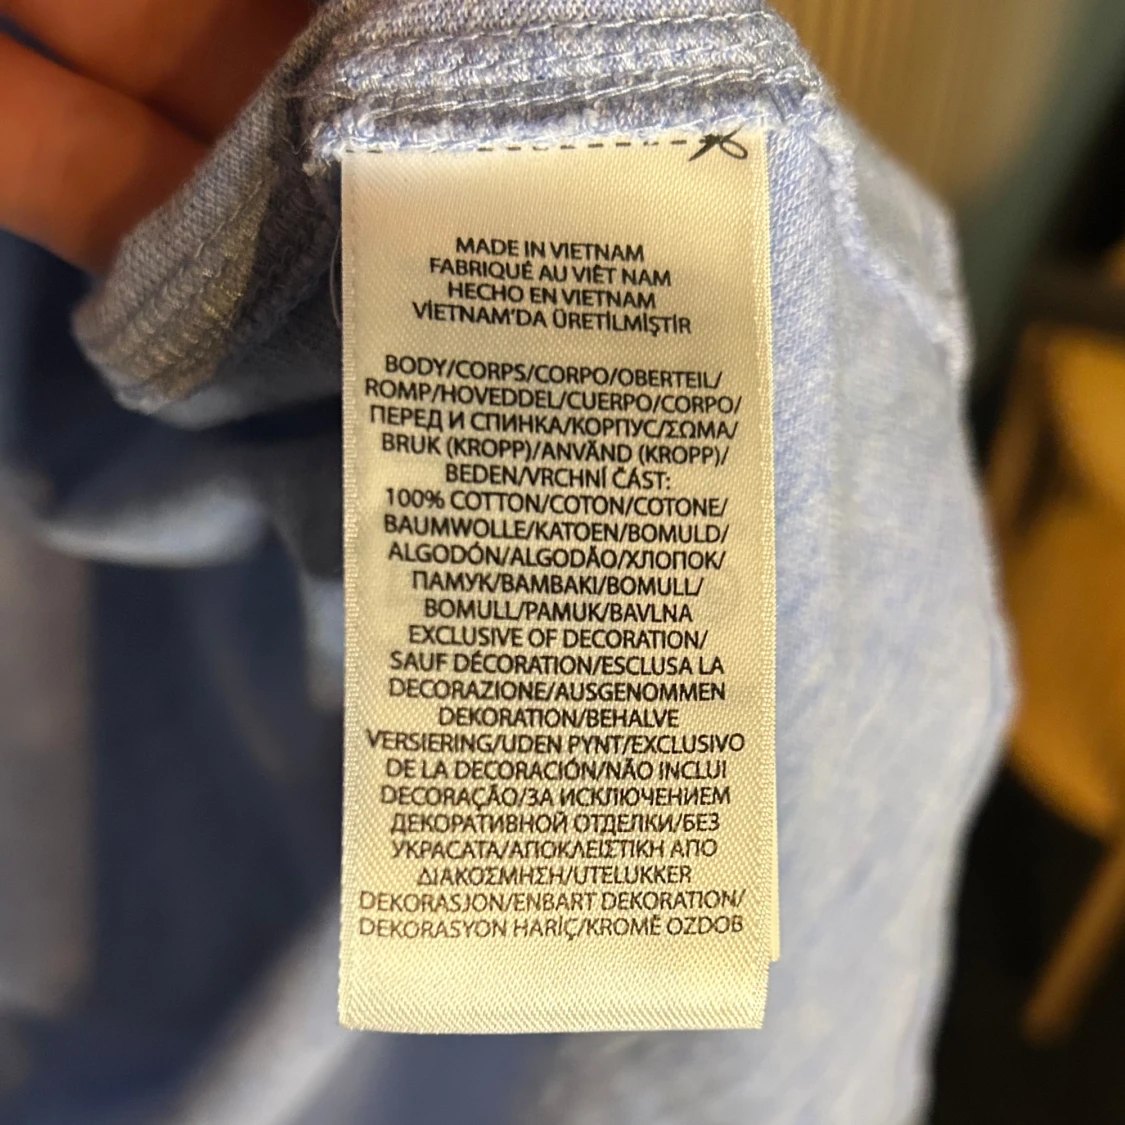 MADE IN VIETNAM
FABRIQUÉ AU VIÊT NAM
HECHO EN VIETNAM
VİETNAM'DA ÜRETİLMİŞTİR
BODY/CORPS/CORPO/OBERTEIL/
ROMP/HOVEDDEL/CUERPO/CORPO/
ПЕРЕД И СПИНКА/КОРПУС/ΣΩΜΑ/
BRUK (KROPP)/ANVÄND (KROPP)/
BEDEN/VRCHNÍ ČÁST:
100% COTTON/COTON/COTONE/
BAUMWOLLE/KATOEN/BOMULD/
ALGODÓN/ALGODÃO/ХЛОПОК/
ПАМУК/ΒΑΜΒΑΚΙ/BOMULL/
BOMULL/PAMUK/BAVLNA
EXCLUSIVE OF DECORATION/
SAUF DÉCORATION/ESCLUSA LA
DECORAZIONE/AUSGENOMMEN
DEKORATION/BEHALVE
VERSIERING/UDEN PYNT/EXCLUSIVO
DE LA DECORACIÓN/NÃO INCLUI
DECORAÇÃO/ЗА ИСКЛЮЧЕНИЕМ
ДЕКОРАТИВНОЙ ОТДЕЛКИ/БЕЗ
УКРАСАТА/ΑΠΟΚΛΕΙΣΤΙΚΗ ΑΠΟ
ΔΙΑΚΟΣΜΗΣΗ/UTELUKKER
DEKORASJON/ENBART DEKORATION/
DEKORASYON HARİÇ/KROMĚ OZDOB